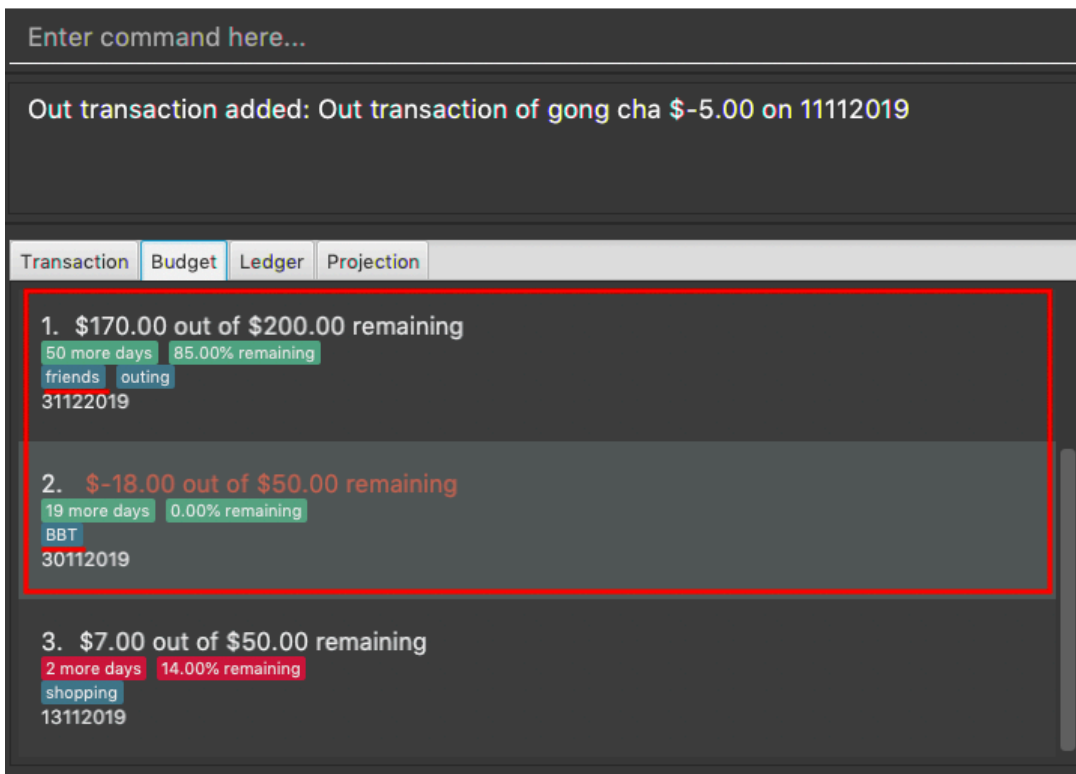 Enter command here...
Out transaction added: Out transaction of gong cha $-5.00 on 11112019
Transaction Budget Ledger Projection
1. $170.00 out of $200.00 remaining
50 more days 85.00% remaining
friends outing
31122019
2. $-18.00 out of $50.00 remaining
19 more days 0.00% remaining
BBT
30112019
3. $7.00 out of $50.00 remaining
2 more days 14.00% remaining
shopping
13112019